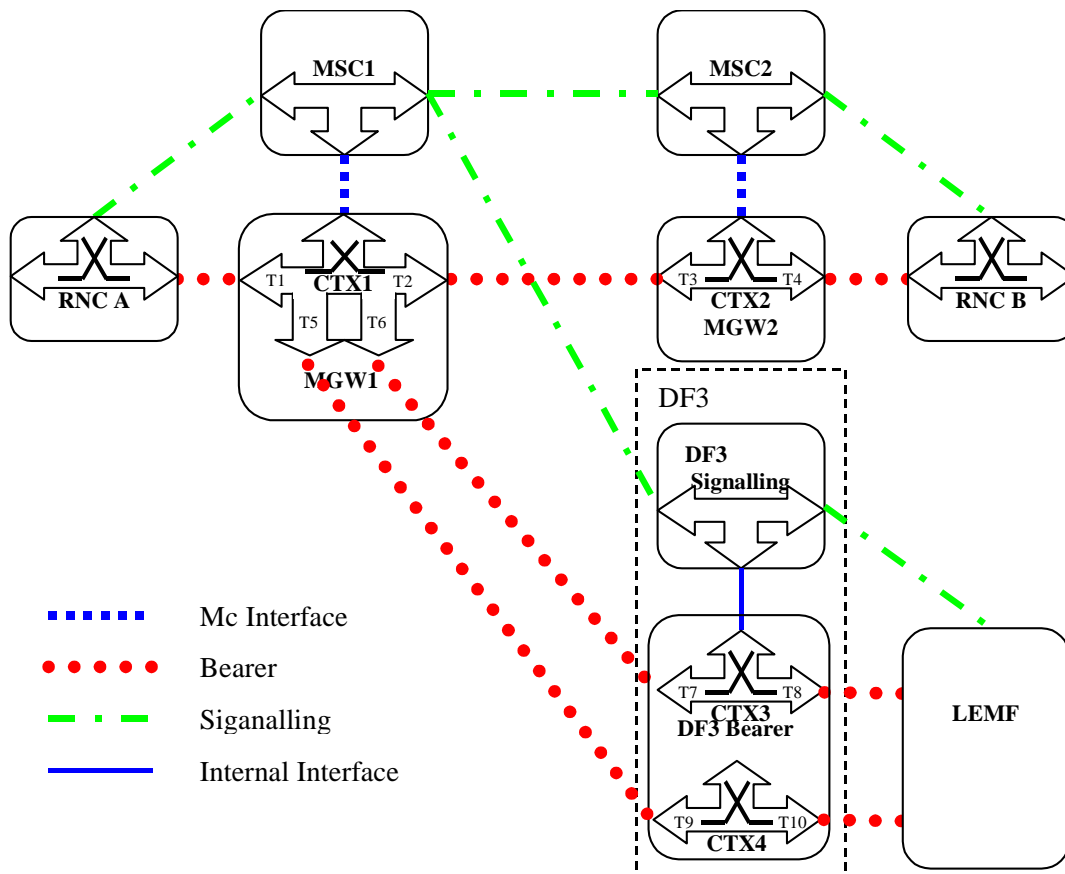 MSC1
MSC2
T1
CTX1
T2
T5
T6
MGW1
RNC A
T3
T4
CTX2
MGW2
RNC B
DF3
DF3
Signalling
T7
T8
CTX3
DF3 Bearer
T9
T10
CTX4
LEMF
Mc Interface
Bearer
Siganalling
Internal Interface